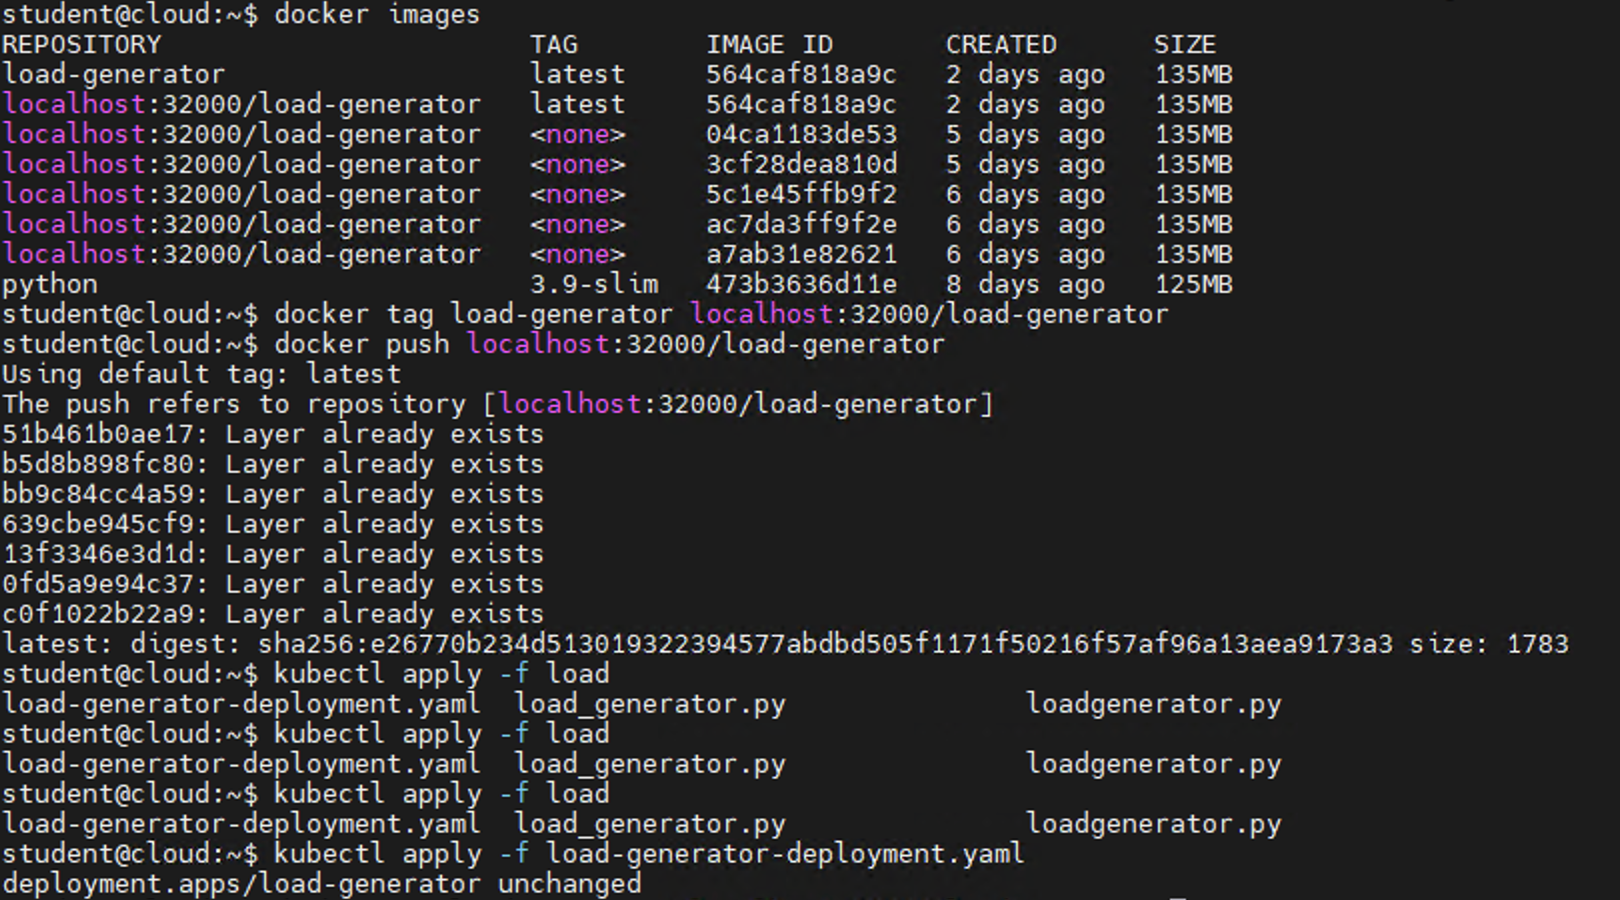 student@cloud:~$ docker images
REPOSITORY TAG IMAGE ID CREATED SIZE
load-generator latest 564caf818a9c 2 days ago 135MB
localhost:32000/load-generator latest 564caf818a9c 2 days ago 135MB
localhost:32000/load-generator <none> 04ca1183de53 5 days ago 135MB
localhost:32000/load-generator <none> 3cf28dea810d 5 days ago 135MB
localhost:32000/load-generator <none> 5c1e45ffb9f2 6 days ago 135MB
localhost:32000/load-generator <none> ac7da3ff9f2e 6 days ago 135MB
localhost:32000/load-generator <none> a7ab31e82621 6 days ago 135MB
python 3.9-slim 473b3636d11e 8 days ago 125MB
student@cloud:~$ docker tag load-generator localhost:32000/load-generator
student@cloud:~$ docker push localhost:32000/load-generator
Using default tag: latest
The push refers to repository [localhost:32000/load-generator]
51b461b0ae17: Layer already exists
b5d8b898fc80: Layer already exists
bb9c84cc4a59: Layer already exists
639cbe945cf9: Layer already exists
13f3346e3d1d: Layer already exists
0fd5a9e94c37: Layer already exists
c0f1022b22a9: Layer already exists
latest: digest: sha256:e26770b234d513019322394577abdbd505f1171f50216f57af96a13aea9173a3 size: 1783
student@cloud:~$ kubectl apply -f load
load-generator-deployment.yaml load_generator.py loadgenerator.py
student@cloud:~$ kubectl apply -f load
load-generator-deployment.yaml load_generator.py loadgenerator.py
student@cloud:~$ kubectl apply -f load
load-generator-deployment.yaml load_generator.py loadgenerator.py
student@cloud:~$ kubectl apply -f load-generator-deployment.yaml
deployment.apps/load-generator unchanged